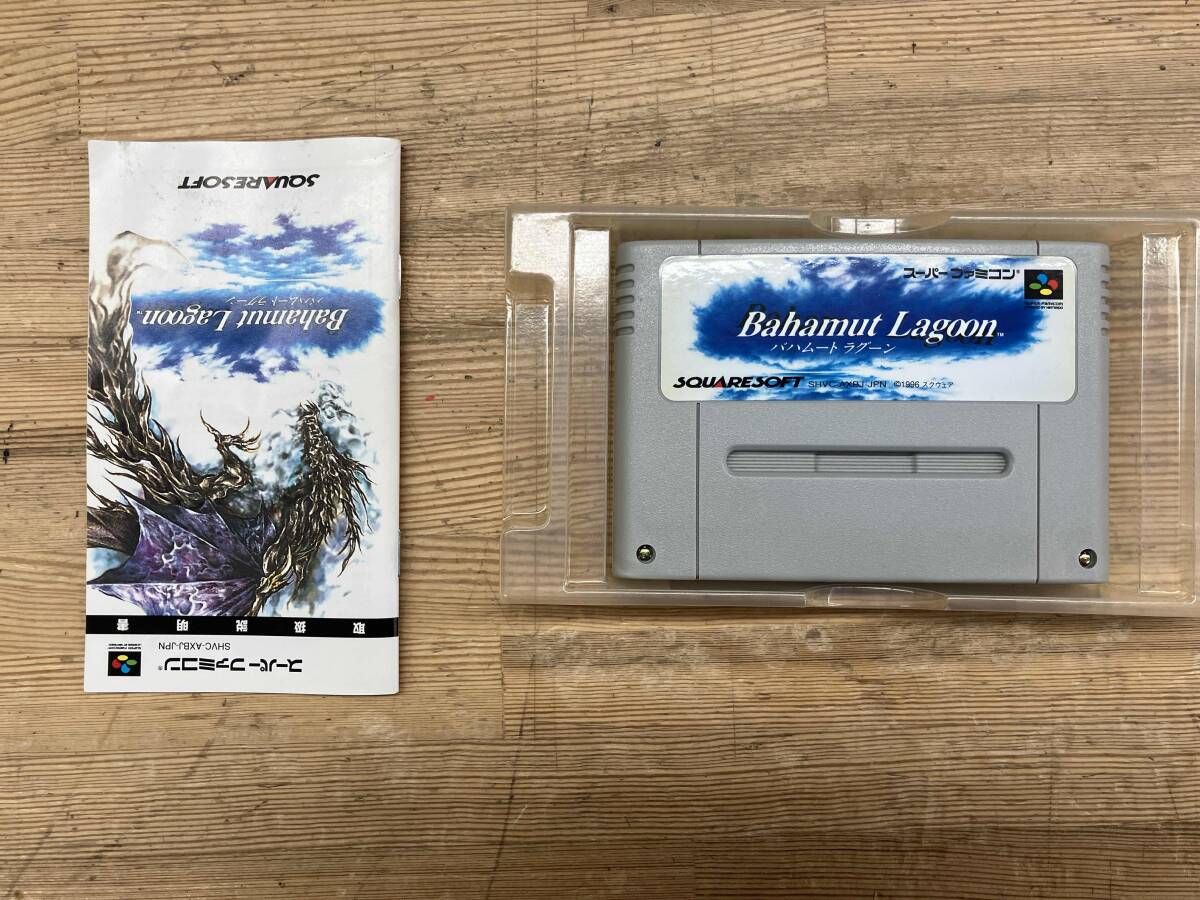 スーパーファミコン®
SHVC-AXBJ-JPN
取扱説明書
Bahamut Lagoon™
バハムート ラグーン
SQUARESOFT
スーパーファミコン®
Bahamut Lagoon™
バハムート ラグーン
SQUARESOFT SHVC-AXBJ-JPN ©1996 スクウェア